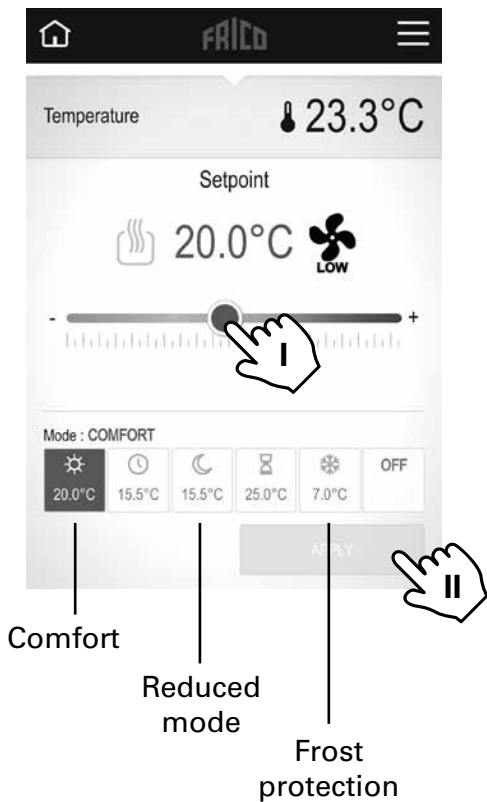 FRICO
Temperature 23.3°C
Setpoint
20.0°C
LOW
- +
I
Mode : COMFORT
20.0°C 15.5°C 15.5°C 25.0°C 7.0°C OFF
APPLY
II
Comfort
Reduced
mode
Frost
protection